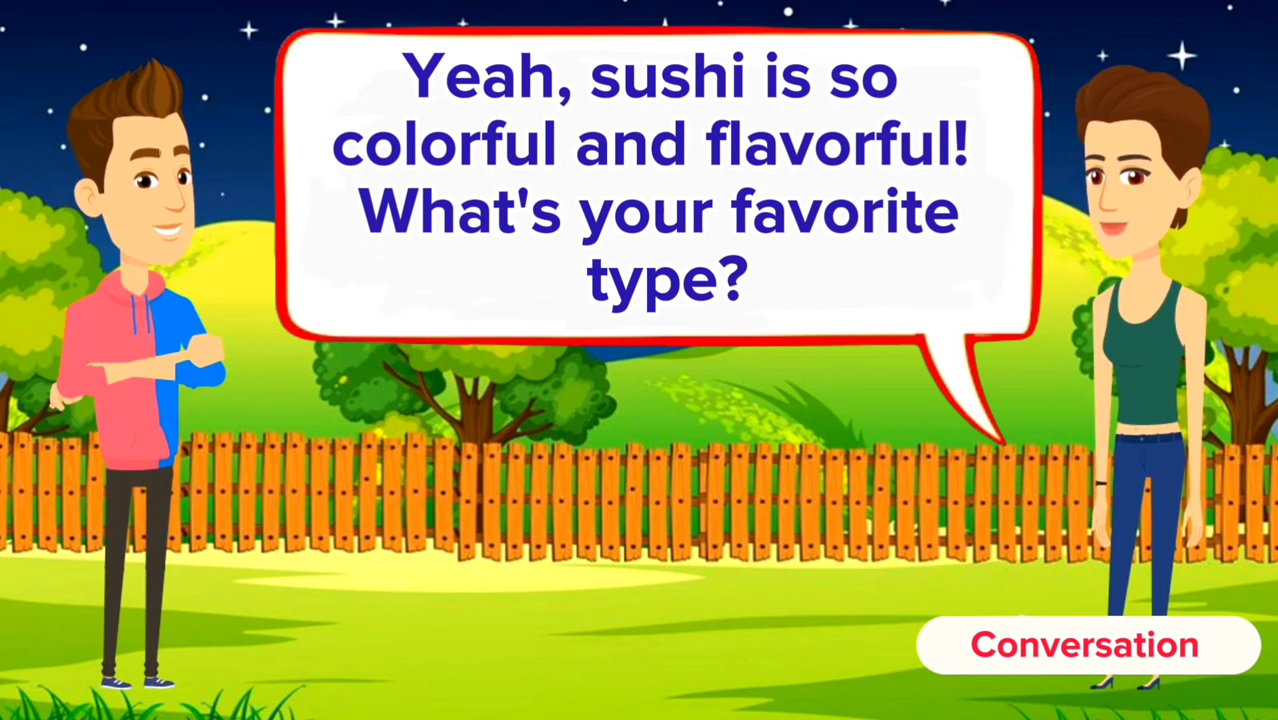 Yeah, sushi is so
colorful and flavorful!
What's your favorite
type?
Conversation